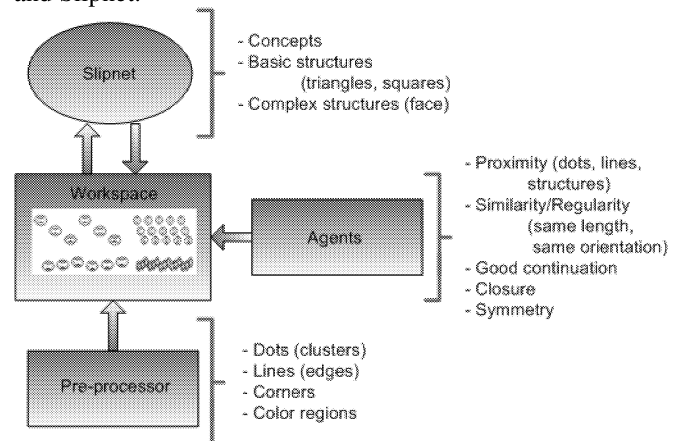 and Slipnet.
Slipnet
- Concepts
- Basic structures
(triangles, squares)
- Complex structures (face)
Workspace
Agents
- Proximity (dots, lines,
structures)
- Similarity/Regularity
(same length,
same orientation)
- Good continuation
- Closure
- Symmetry
Pre-processor
- Dots (clusters)
- Lines (edges)
- Corners
- Color regions